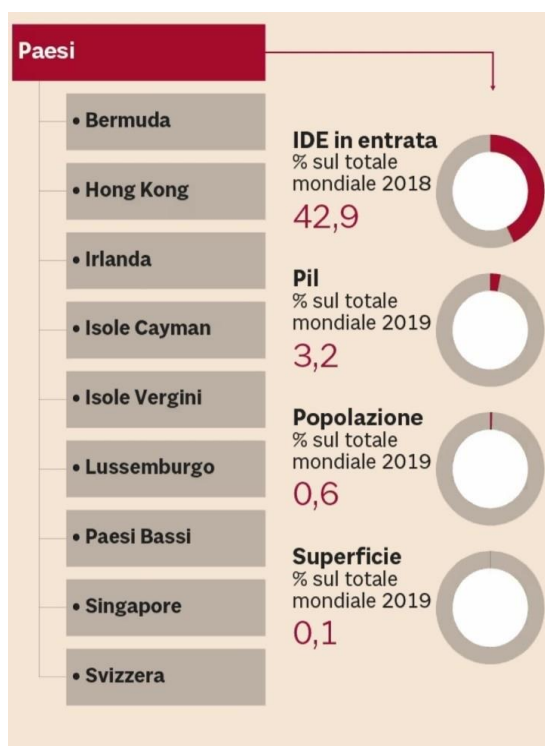 Paesi
• Bermuda
• Hong Kong
• Irlanda
• Isole Cayman
• Isole Vergini
• Lussemburgo
• Paesi Bassi
• Singapore
• Svizzera
IDE in entrata
% sul totale
mondiale 2018
42,9
Pil
% sul totale
mondiale 2019
3,2
Popolazione
% sul totale
mondiale 2019
0,6
Superficie
% sul totale
mondiale 2019
0,1